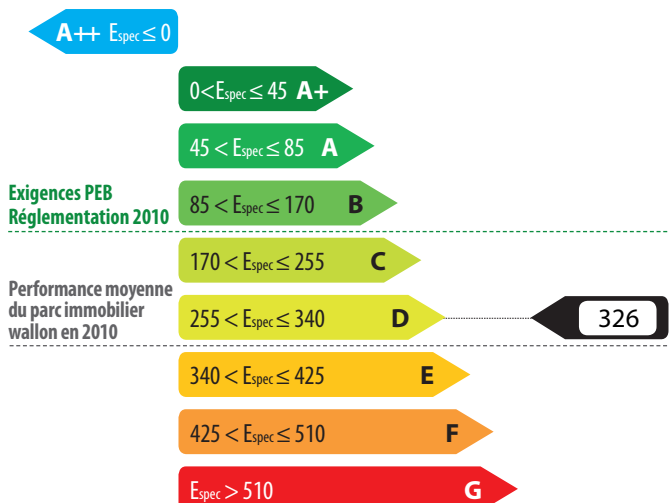 A++ Espec ≤ 0
0<Espec ≤ 45 A+
45 < Espec ≤ 85 A
Exigences PEB
Réglementation 2010
85 < Espec ≤ 170 B
170 < Espec ≤ 255 C
Performance moyenne
du parc immobilier
wallon en 2010
255 < Espec ≤ 340 D
326
340 < Espec ≤ 425 E
425 < Espec ≤ 510 F
Espec > 510 G